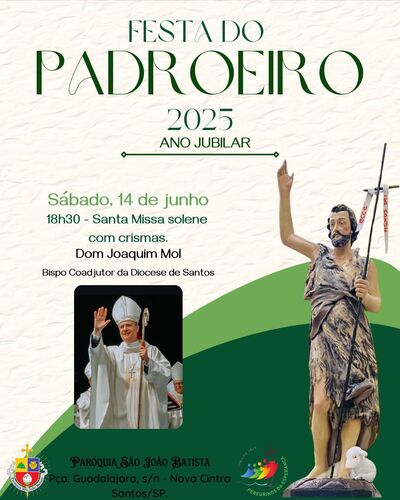 FESTA DO
PADROEIRO
2025
ANO JUBILAR
Sábado, 14 de junho
18h30 - Santa Missa solene
com crismas.
Dom Joaquim Mol
Bispo Coadjutor da Diocese de Santos
Paróquia São João Batista
Pça. Guadalajara, s/n - Nova Cintra
Santos/SP.
PEREGRINOS DA ESPERANÇA